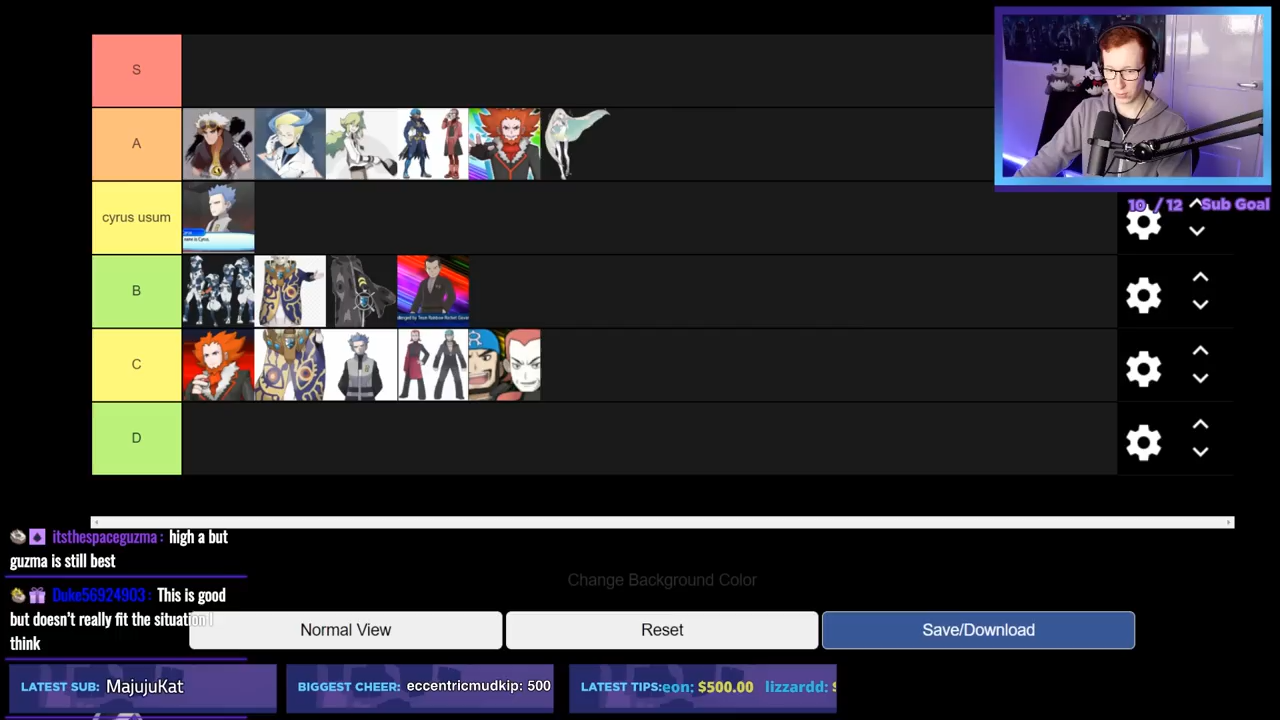 S
A
10 / 12 Sub Goal
cyrus usum
B
C
D
itsthespaceguzma: high a but
guzma is still best
Change Background Color
Duke56924903: This is good
but doesn't really fit the situation I
think
Normal View
Reset
Save/Download
LATEST SUB: MajujuKat
BIGGEST CHEER: eccentricmudkip: 500
LATEST TIPS: eon: $500.00 lizzardd: